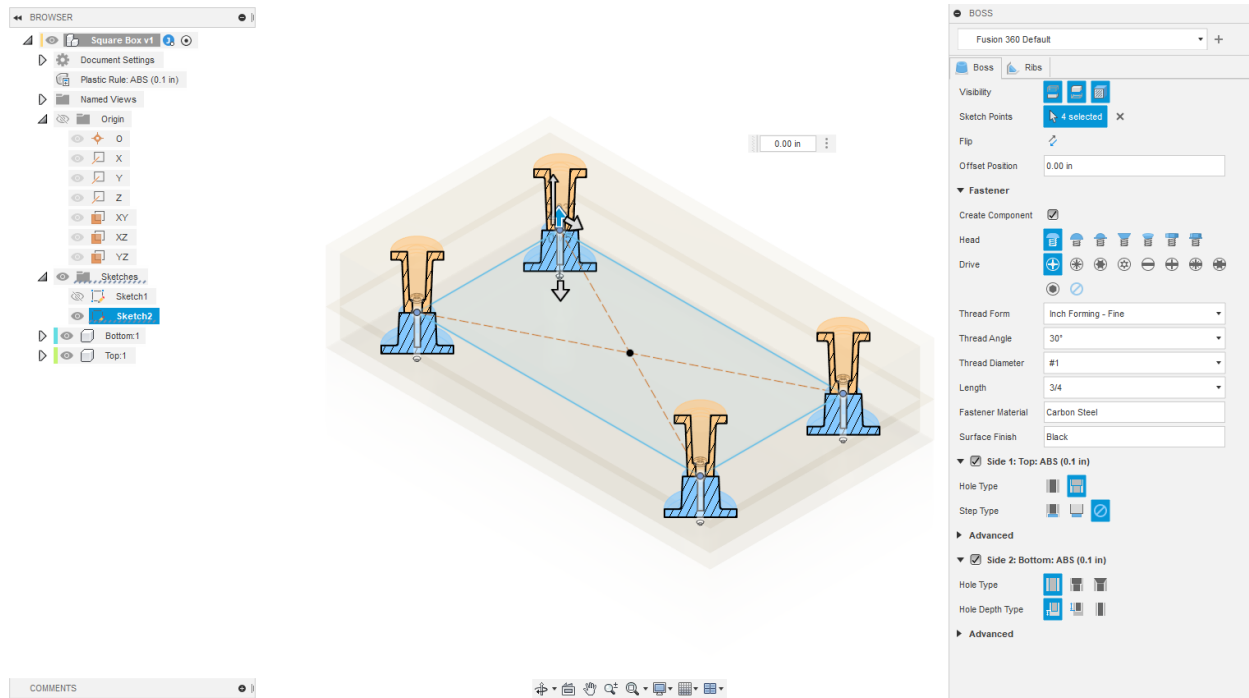 BROWSER
Square Box v1
Document Settings
Plastic Rule: ABS (0.1 in)
Named Views
Origin
O
X
Y
Z
XY
XZ
YZ
Sketches
Sketch1
Sketch2
Bottom:1
Top:1
COMMENTS
0.00 in
BOSS
Fusion 360 Default
Boss
Ribs
Visibility
Sketch Points 4 selected
Flip
Offset Position 0.00 in
Fastener
Create Component
Head
Drive
Thread Form Inch Forming - Fine
Thread Angle 30°
Thread Diameter #1
Length 3/4
Fastener Material Carbon Steel
Surface Finish Black
Side 1: Top: ABS (0.1 in)
Hole Type
Step Type
Advanced
Side 2: Bottom: ABS (0.1 in)
Hole Type
Hole Depth Type
Advanced